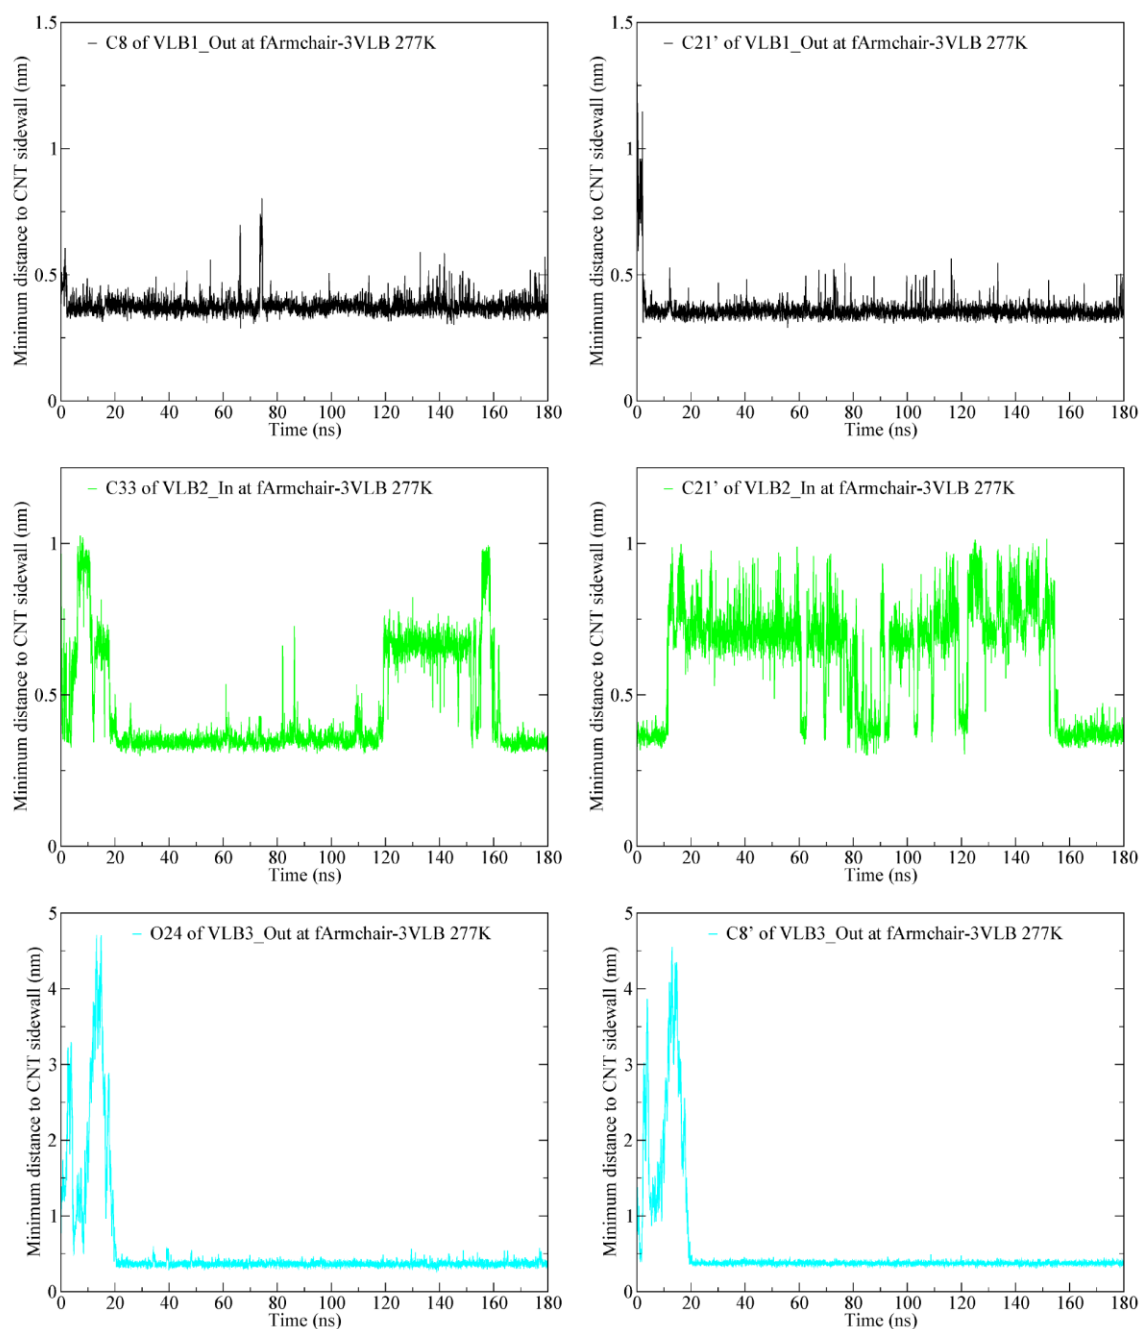 – C8 of VLB1_Out at fArmchair-3VLB 277K
Minimum distance to CNT sidewall (nm)
1.5
1
0.5
0
0 20 40 60 80 100 120 140 160 180
Time (ns)
– C21’ of VLB1_Out at fArmchair-3VLB 277K
Minimum distance to CNT sidewall (nm)
1.5
1
0.5
0
0 20 40 60 80 100 120 140 160 180
Time (ns)
– C33 of VLB2_In at fArmchair-3VLB 277K
Minimum distance to CNT sidewall (nm)
1
0.5
0
0 20 40 60 80 100 120 140 160 180
Time (ns)
– C21’ of VLB2_In at fArmchair-3VLB 277K
Minimum distance to CNT sidewall (nm)
1
0.5
0
0 20 40 60 80 100 120 140 160 180
Time (ns)
– O24 of VLB3_Out at fArmchair-3VLB 277K
Minimum distance to CNT sidewall (nm)
5
4
3
2
1
0
0 20 40 60 80 100 120 140 160 180
Time (ns)
– C8’ of VLB3_Out at fArmchair-3VLB 277K
Minimum distance to CNT sidewall (nm)
5
4
3
2
1
0
0 20 40 60 80 100 120 140 160 180
Time (ns)